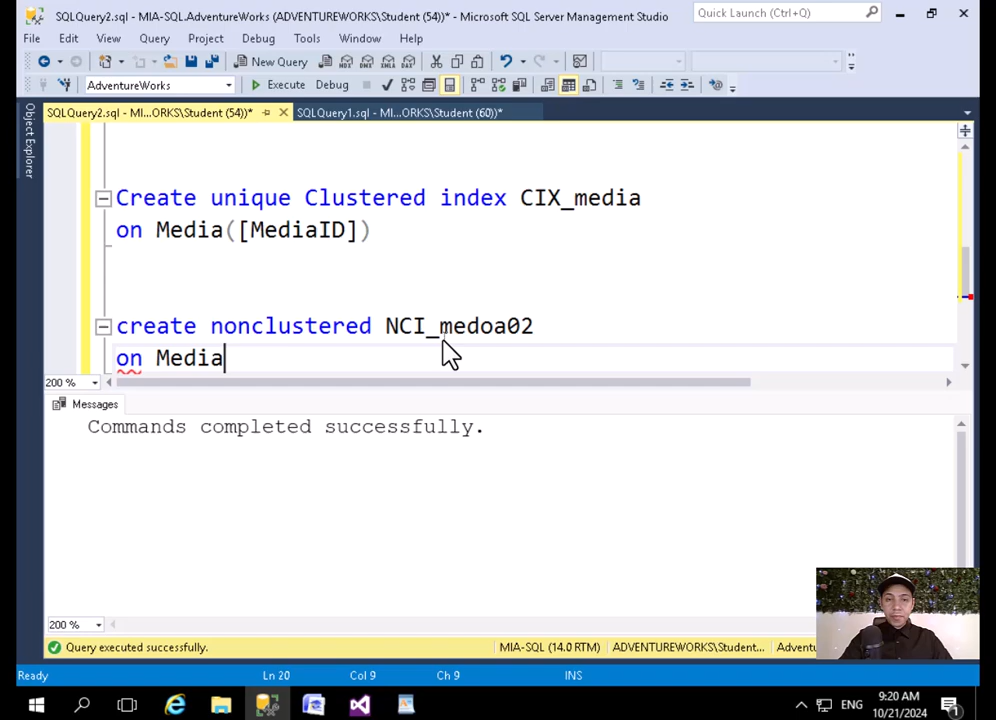 SQLQuery2.sql - MIA-SQL.AdventureWorks (ADVENTUREWORKS\Student (54))* - Microsoft SQL Server Management Studio
Quick Launch (Ctrl+Q)
File Edit View Query Project Debug Tools Window Help
New Query
AdventureWorks Execute Debug
SQLQuery2.sql - MI...ORKS\Student (54))* SQLQuery1.sql - MI...ORKS\Student (60))*
Object Explorer
Create unique Clustered index CIX_media
on Media([MediaID])
create nonclustered NCI_medoa02
on Media
200 %
Messages
Commands completed successfully.
200 %
Query executed successfully. MIA-SQL (14.0 RTM) ADVENTUREWORKS\Student... Adventu
Ready Ln 20 Col 9 Ch 9 INS
ENG 9:20 AM
10/21/2024
1